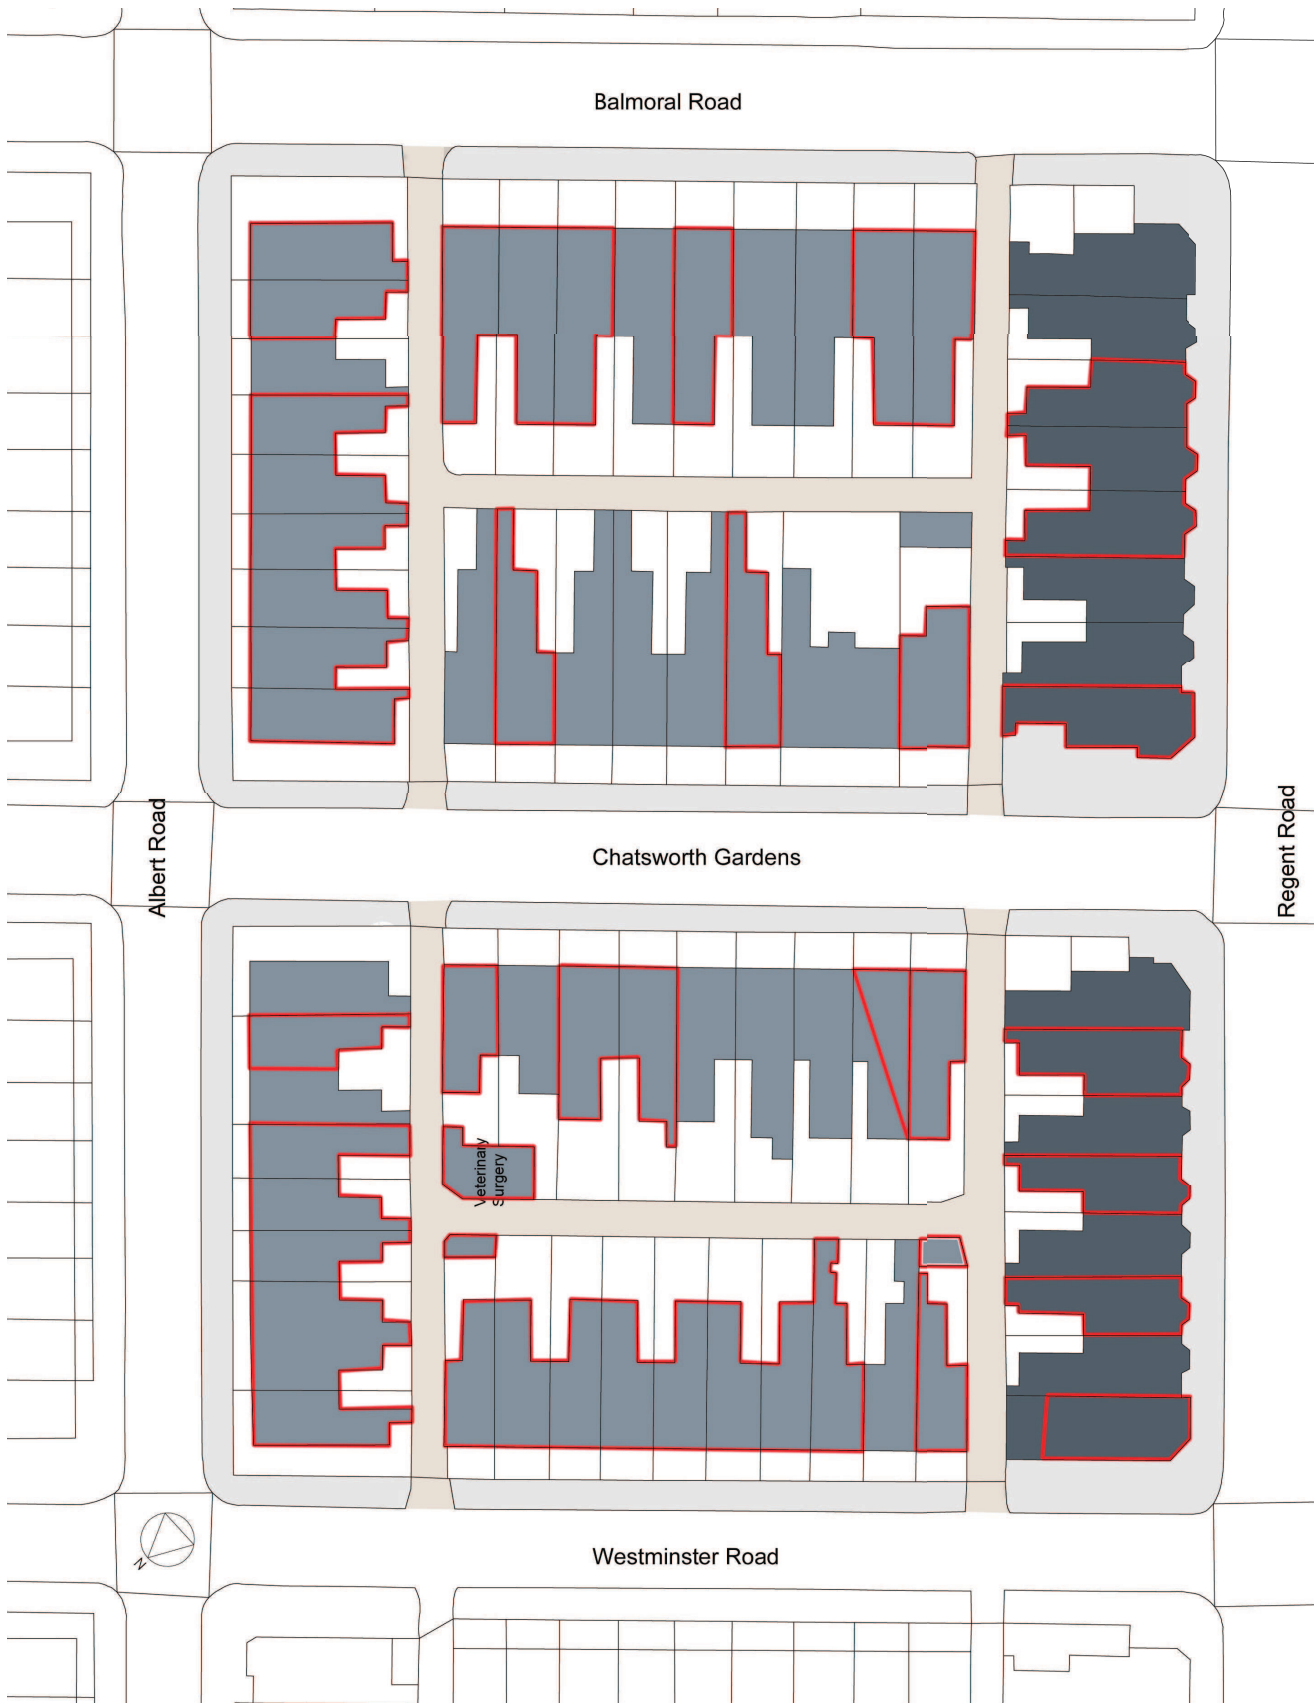 Balmoral Road
Albert Road
Chatsworth Gardens
Regent Road
Veterinary
Surgery
N
Westminster Road